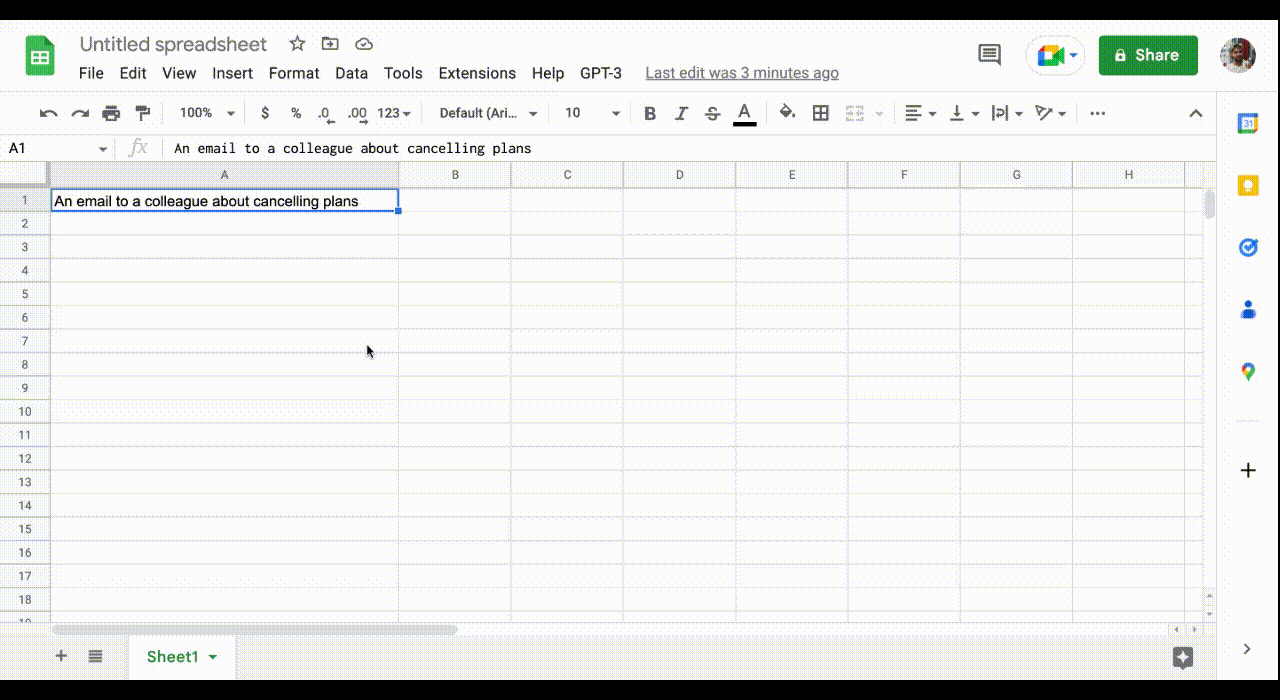 Untitled spreadsheet
File Edit View Insert Format Data Tools Extensions Help GPT-3 Last edit was 3 minutes ago
Share
100% $ % .0 .00 123 Default (Ari... 10 B I S A ...
31
A1 fx An email to a colleague about cancelling plans
A B C D E F G H
1 An email to a colleague about cancelling plans
2
3
4
5
6
7
8
9
10
11
12
13
14
15
16
17
18
19
Sheet1